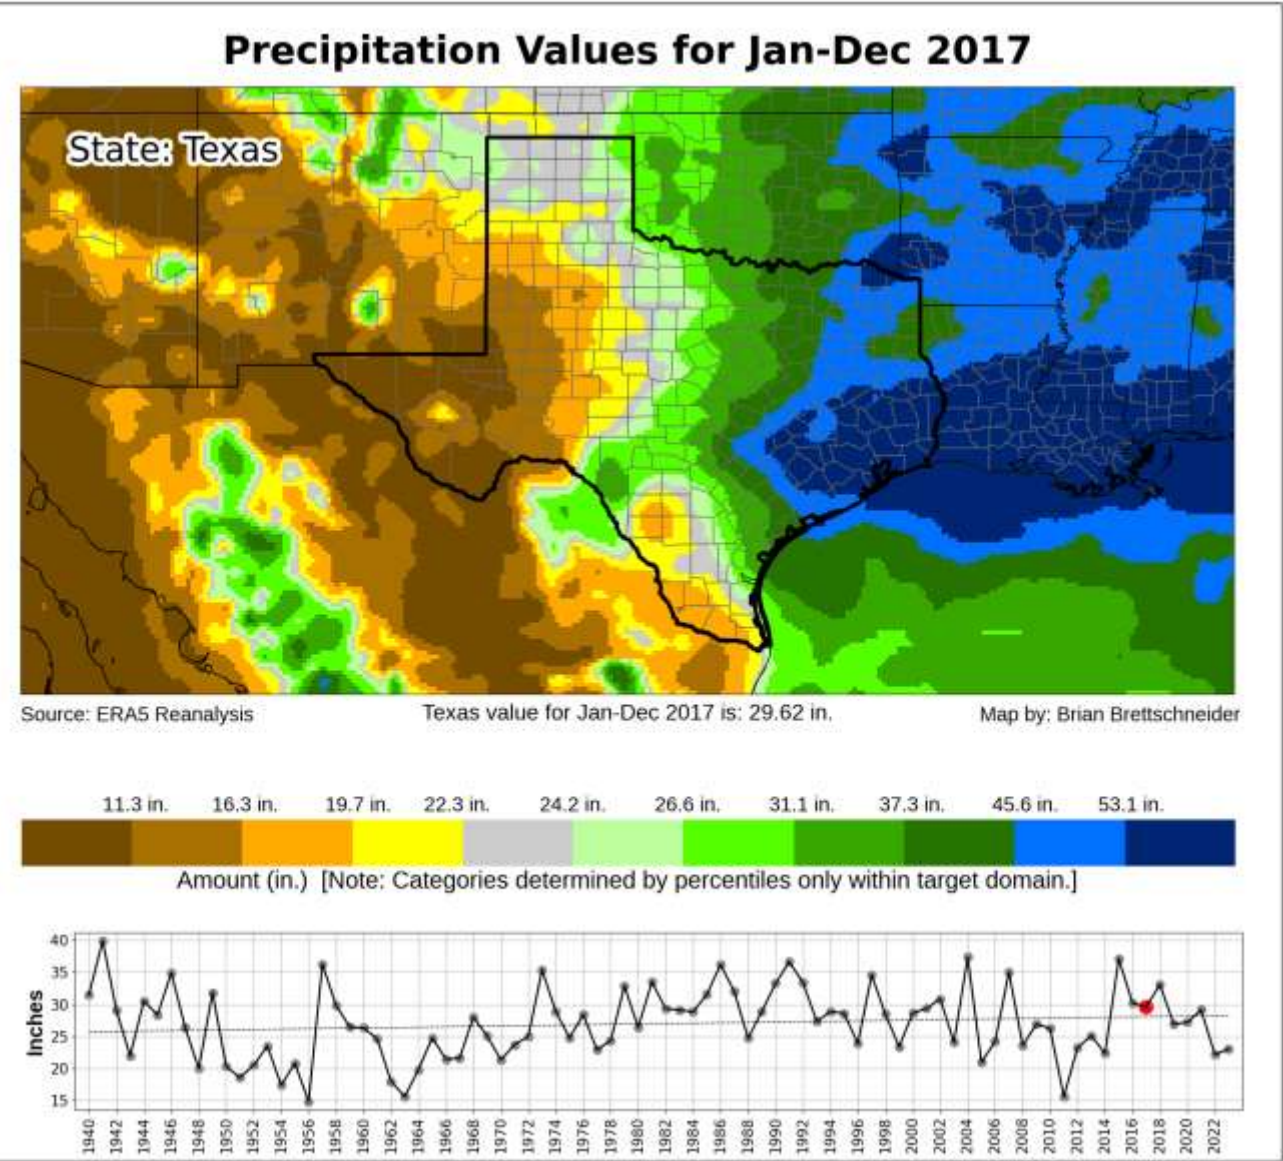 Precipitation Values for Jan-Dec 2017
State: Texas
Source: ERA5 Reanalysis Texas value for Jan-Dec 2017 is: 29.62 in. Map by: Brian Brettschneider
11.3 in. 16.3 in. 19.7 in. 22.3 in. 24.2 in. 26.6 in. 31.1 in. 37.3 in. 45.6 in. 53.1 in.
Amount (in.) [Note: Categories determined by percentiles only within target domain.]
Inches
40
35
30
25
20
15
1940 1942 1944 1946 1948 1950 1952 1954 1956 1958 1960 1962 1964 1966 1968 1970 1972 1974 1976 1978 1980 1982 1984 1986 1988 1990 1992 1994 1996 1998 2000 2002 2004 2006 2008 2010 2012 2014 2016 2018 2020 2022